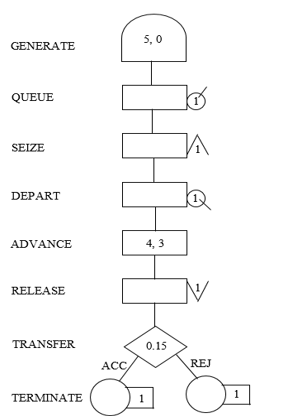 GENERATE 5, 0
QUEUE 1
SEIZE 1
DEPART 1
ADVANCE 4, 3
RELEASE 1
TRANSFER 0.15
ACC REJ
TERMINATE 1 1